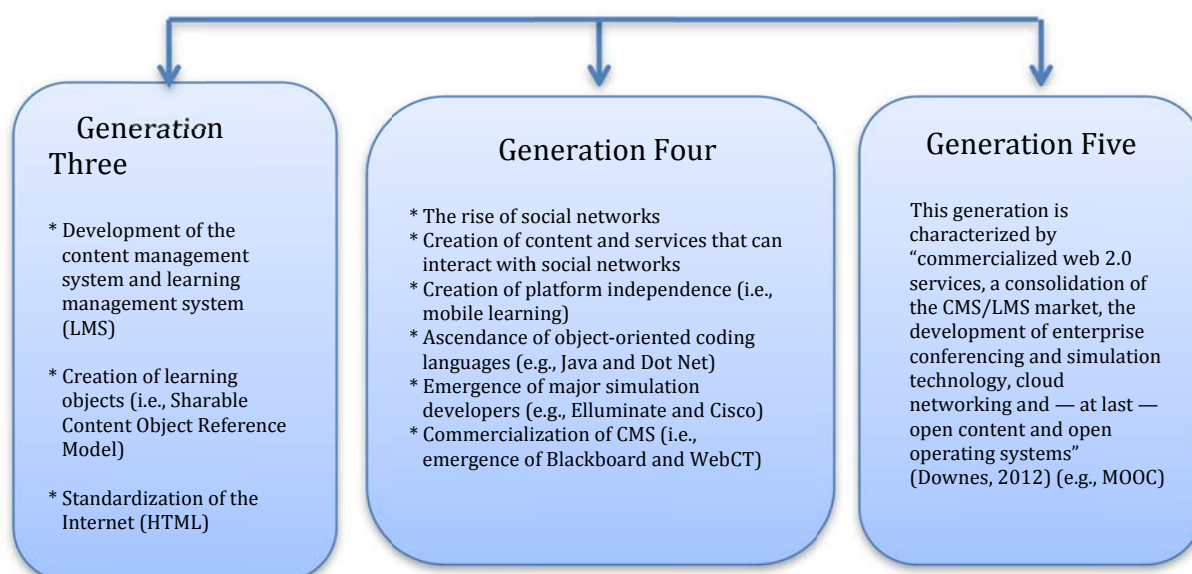 Generation
Three
* Development of the
content management
system and learning
management system
(LMS)
* Creation of learning
objects (i.e., Sharable
Content Object Reference
Model)
* Standardization of the
Internet (HTML)
Generation Four
* The rise of social networks
* Creation of content and services that can
interact with social networks
* Creation of platform independence (i.e.,
mobile learning)
* Ascendance of object-oriented coding
languages (e.g., Java and Dot Net)
* Emergence of major simulation
developers (e.g., Elluminate and Cisco)
* Commercialization of CMS (i.e.,
emergence of Blackboard and WebCT)
Generation Five
This generation is
characterized by
“commercialized web 2.0
services, a consolidation of
the CMS/LMS market, the
development of enterprise
conferencing and simulation
technology, cloud
networking and — at last —
open content and open
operating systems”
(Downes, 2012) (e.g., MOOC)